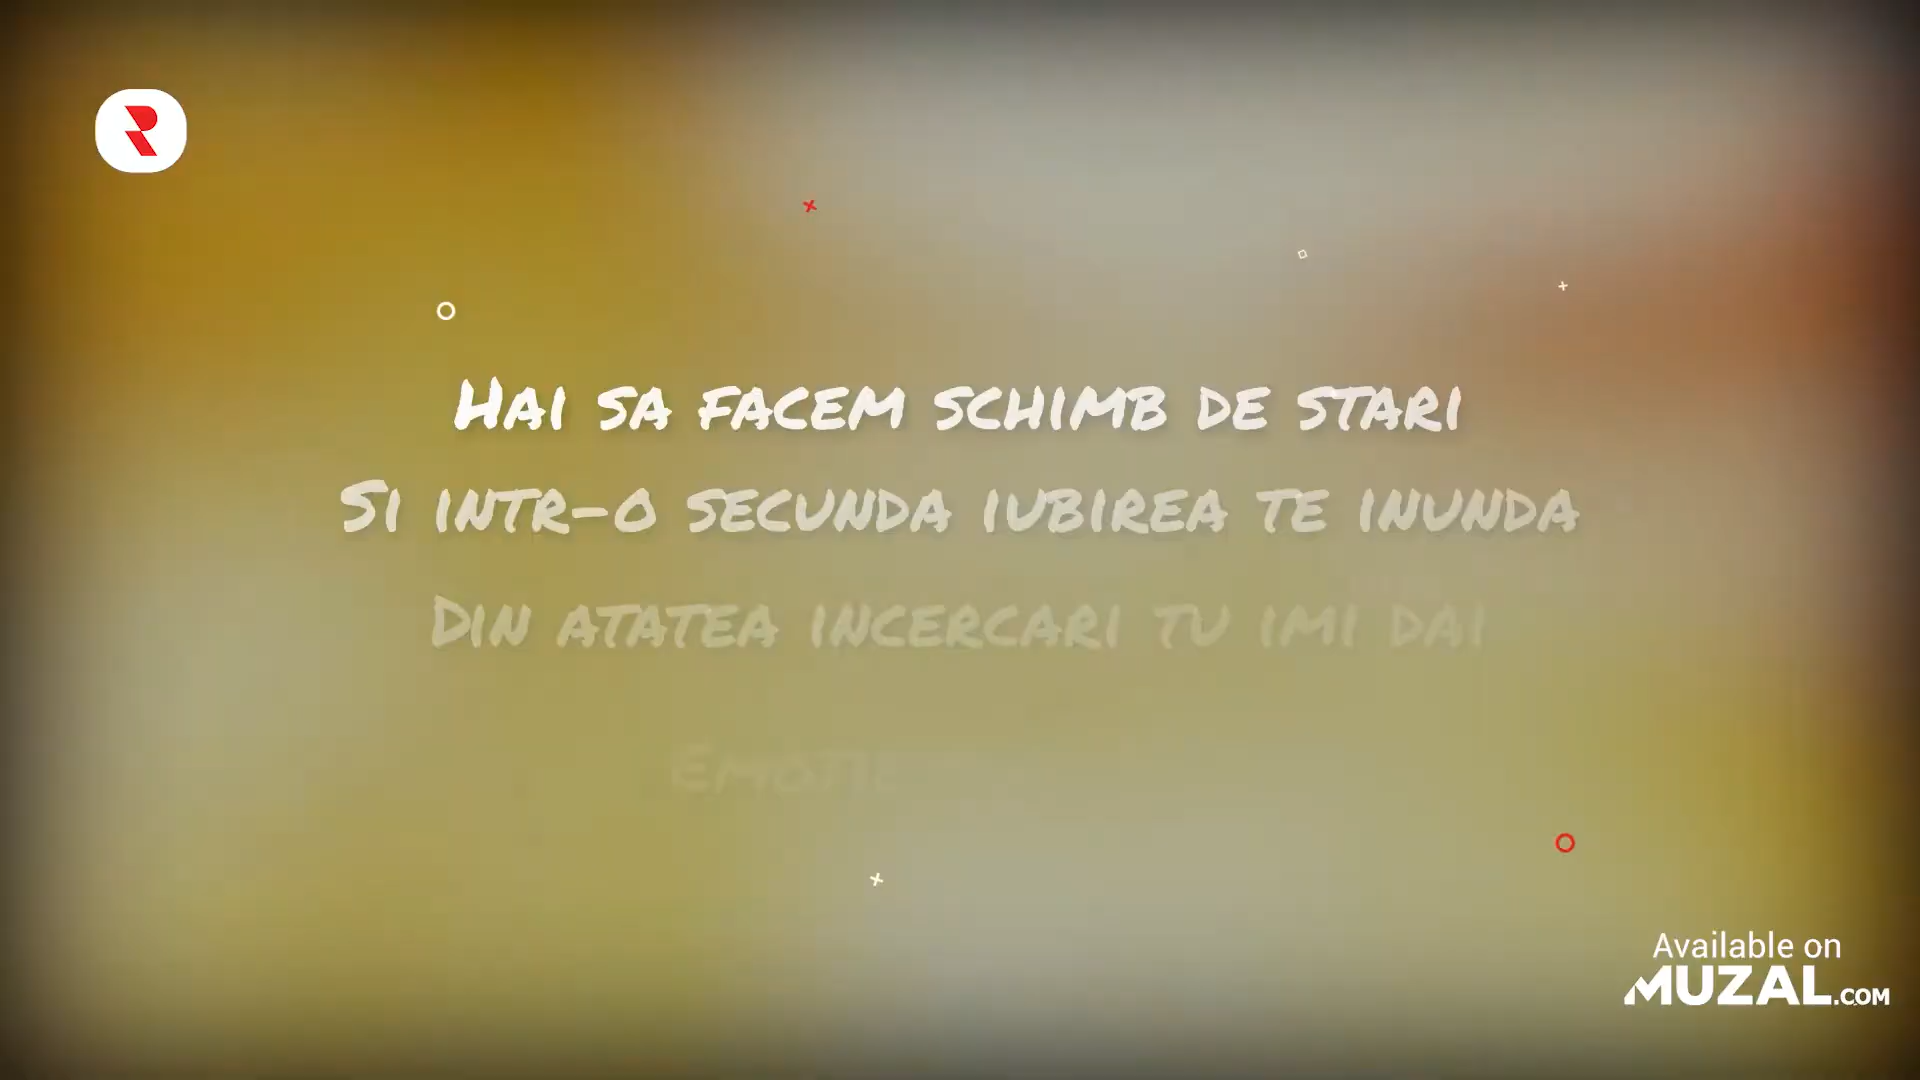 Hai sa facem schimb de stari
Si intr-o secunda iubirea te inunda
Din atatea incercari tu imi dai
Available on
MUZAL.COM